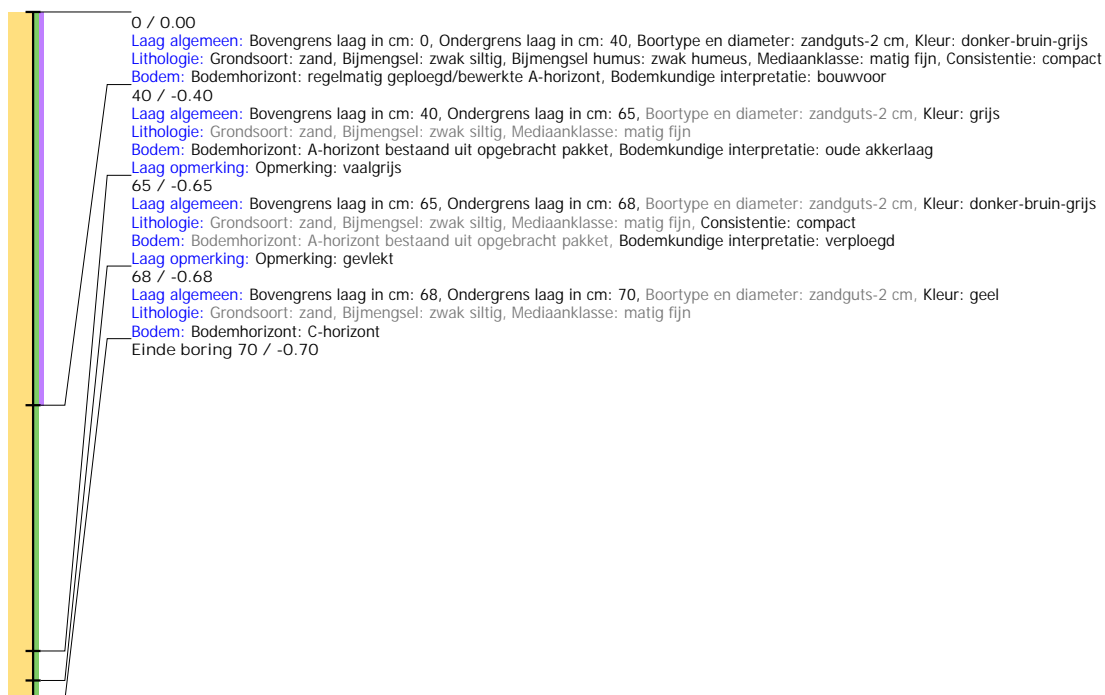 0 / 0.00
Laag algemeen: Bovengrens laag in cm: 0, Ondergrens laag in cm: 40, Boortype en diameter: zandguts-2 cm, Kleur: donker-bruin-grijs
Lithologie: Grondsoort: zand, Bijmengsel: zwak siltig, Bijmengsel humus: zwak humeus, Mediaanklasse: matig fijn, Consistentie: compact
Bodem: Bodemhorizont: regelmatig geploegd/bewerkte A-horizont, Bodemkundige interpretatie: bouwvoor
40 / -0.40
Laag algemeen: Bovengrens laag in cm: 40, Ondergrens laag in cm: 65, Boortype en diameter: zandguts-2 cm, Kleur: grijs
Lithologie: Grondsoort: zand, Bijmengsel: zwak siltig, Mediaanklasse: matig fijn
Bodem: Bodemhorizont: A-horizont bestaand uit opgebracht pakket, Bodemkundige interpretatie: oude akkerlaag
Laag opmerking: Opmerking: vaalgrijs
65 / -0.65
Laag algemeen: Bovengrens laag in cm: 65, Ondergrens laag in cm: 68, Boortype en diameter: zandguts-2 cm, Kleur: donker-bruin-grijs
Lithologie: Grondsoort: zand, Bijmengsel: zwak siltig, Mediaanklasse: matig fijn, Consistentie: compact
Bodem: Bodemhorizont: A-horizont bestaand uit opgebracht pakket, Bodemkundige interpretatie: verploegd
Laag opmerking: Opmerking: gevlekt
68 / -0.68
Laag algemeen: Bovengrens laag in cm: 68, Ondergrens laag in cm: 70, Boortype en diameter: zandguts-2 cm, Kleur: geel
Lithologie: Grondsoort: zand, Bijmengsel: zwak siltig, Mediaanklasse: matig fijn
Bodem: Bodemhorizont: C-horizont
Einde boring 70 / -0.70